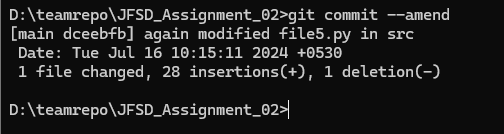 D:\teamrepo\JFSD_Assignment_02>git commit --amend
[main dceebfb] again modified file5.py in src
 Date: Tue Jul 16 10:15:11 2024 +0530
 1 file changed, 28 insertions(+), 1 deletion(-)
D:\teamrepo\JFSD_Assignment_02>